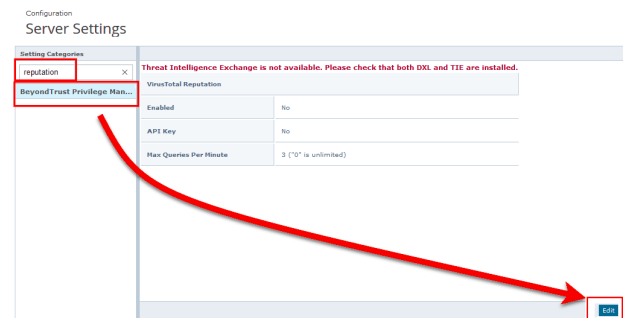 Configuration
Server Settings
Setting Categories
reputation ×
BeyondTrust Privilege Man...
Threat Intelligence Exchange is not available. Please check that both DXL and TIE are installed.
VirusTotal Reputation
Enabled No
API Key No
Max Queries Per Minute 3 ("0" is unlimited)
Edit